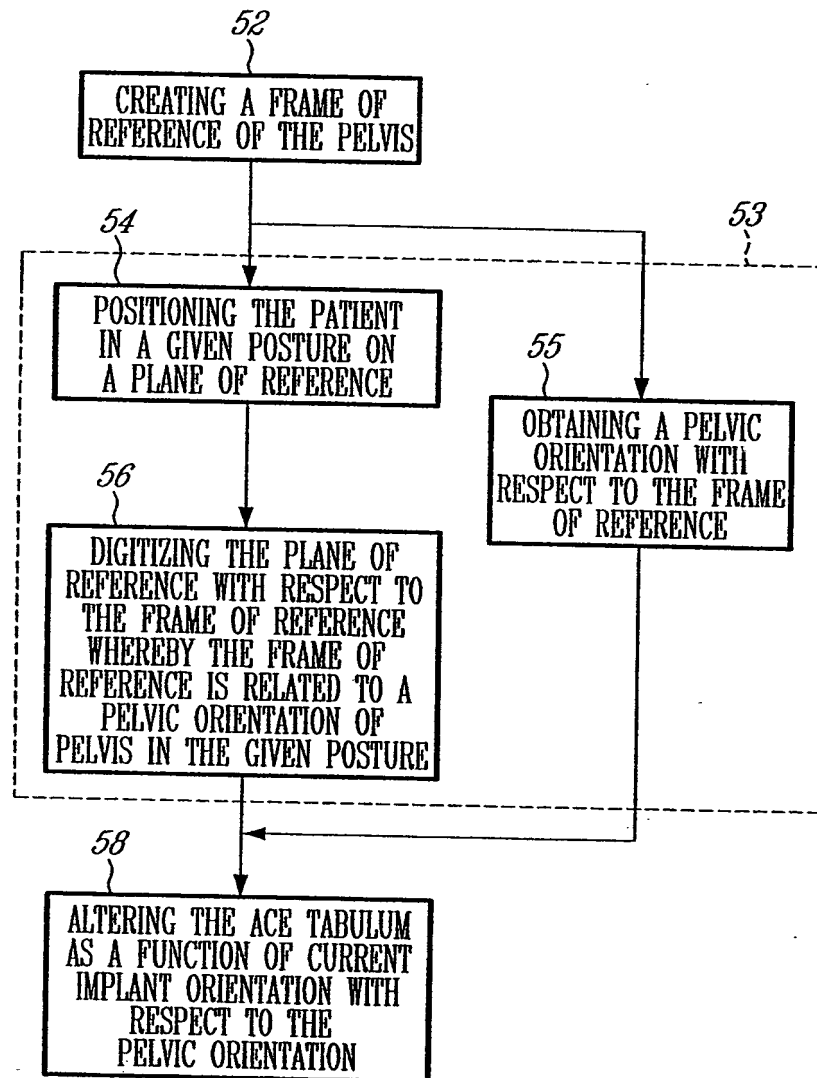 52
CREATING A FRAME OF
REFERENCE OF THE PELVIS
54
53
POSITIONING THE PATIENT
IN A GIVEN POSTURE ON
A PLANE OF REFERENCE
55
OBTAINING A PELVIC
ORIENTATION WITH
RESPECT TO THE FRAME
OF REFERENCE
56
DIGITIZING THE PLANE OF
REFERENCE WITH RESPECT TO
THE FRAME OF REFERENCE
WHEREBY THE FRAME OF
REFERENCE IS RELATED TO A
PELVIC ORIENTATION OF
PELVIS IN THE GIVEN POSTURE
58
ALTERING THE ACE TABULUM
AS A FUNCTION OF CURRENT
IMPLANT ORIENTATION WITH
RESPECT TO THE
PELVIC ORIENTATION